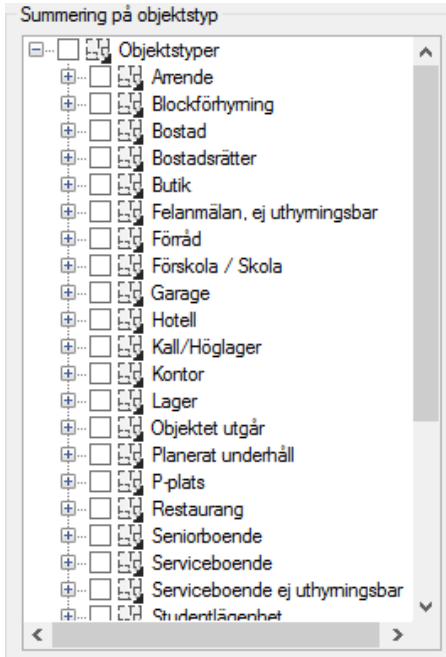 Summering på objektstyp
Objektstyper
Arrende
Blockförhyrning
Bostad
Bostadsrätter
Butik
Felanmälan, ej uthyrningsbar
Förråd
Förskola / Skola
Garage
Hotell
Kall/Höglager
Kontor
Lager
Objektet utgår
Planerat underhåll
P-plats
Restaurang
Seniorboende
Serviceboende
Serviceboende ej uthyrningsbar
Studentlägenhet